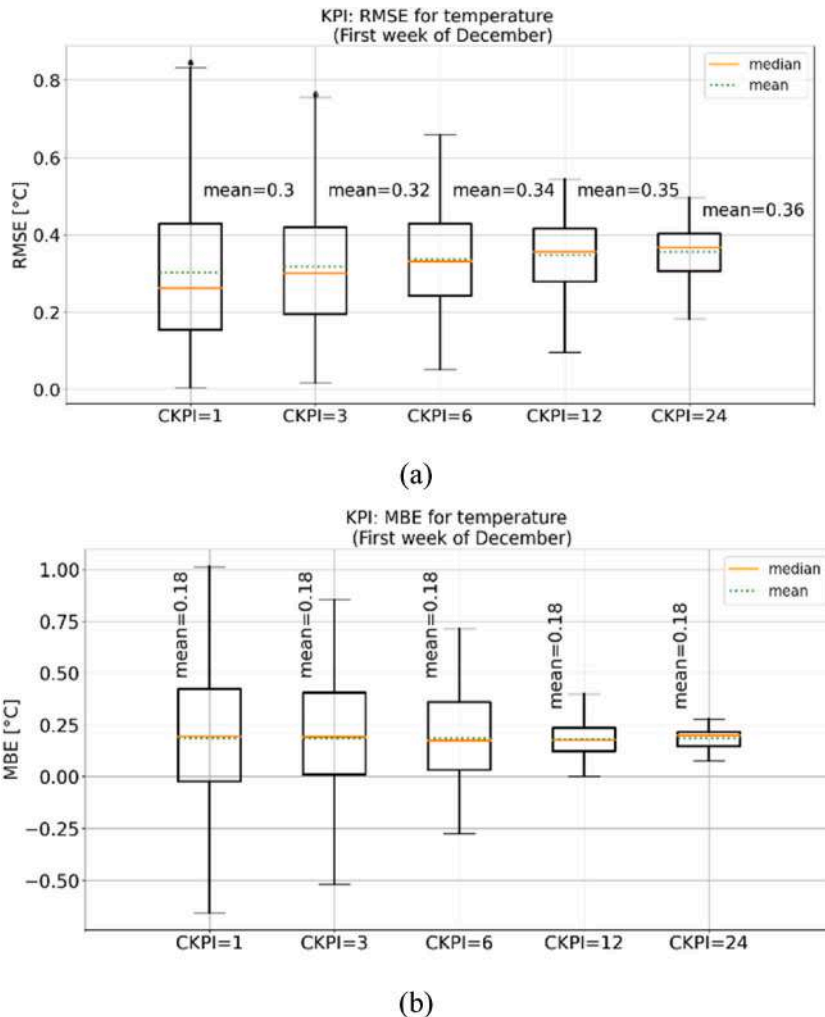 KPI: RMSE for temperature
(First week of December)
median
mean
0.8
0.6
0.4
0.2
0.0
RMSE [°C]
mean=0.3
mean=0.32
mean=0.34
mean=0.35
mean=0.36
CKPI=1
CKPI=3
CKPI=6
CKPI=12
CKPI=24
(a)
KPI: MBE for temperature
(First week of December)
median
mean
1.00
0.75
0.50
0.25
0.00
−0.25
−0.50
MBE [°C]
mean=0.18
mean=0.18
mean=0.18
mean=0.18
mean=0.18
CKPI=1
CKPI=3
CKPI=6
CKPI=12
CKPI=24
(b)